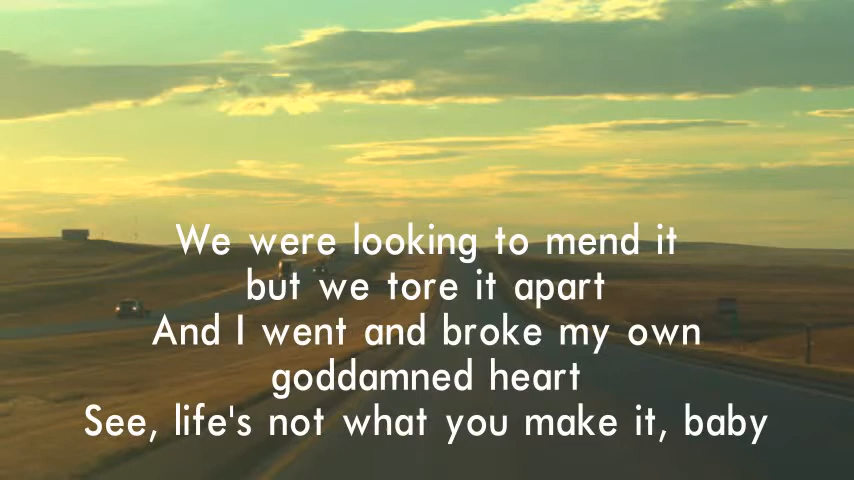 We were looking to mend it
but we tore it apart
And I went and broke my own
goddamned heart
See, life's not what you make it, baby